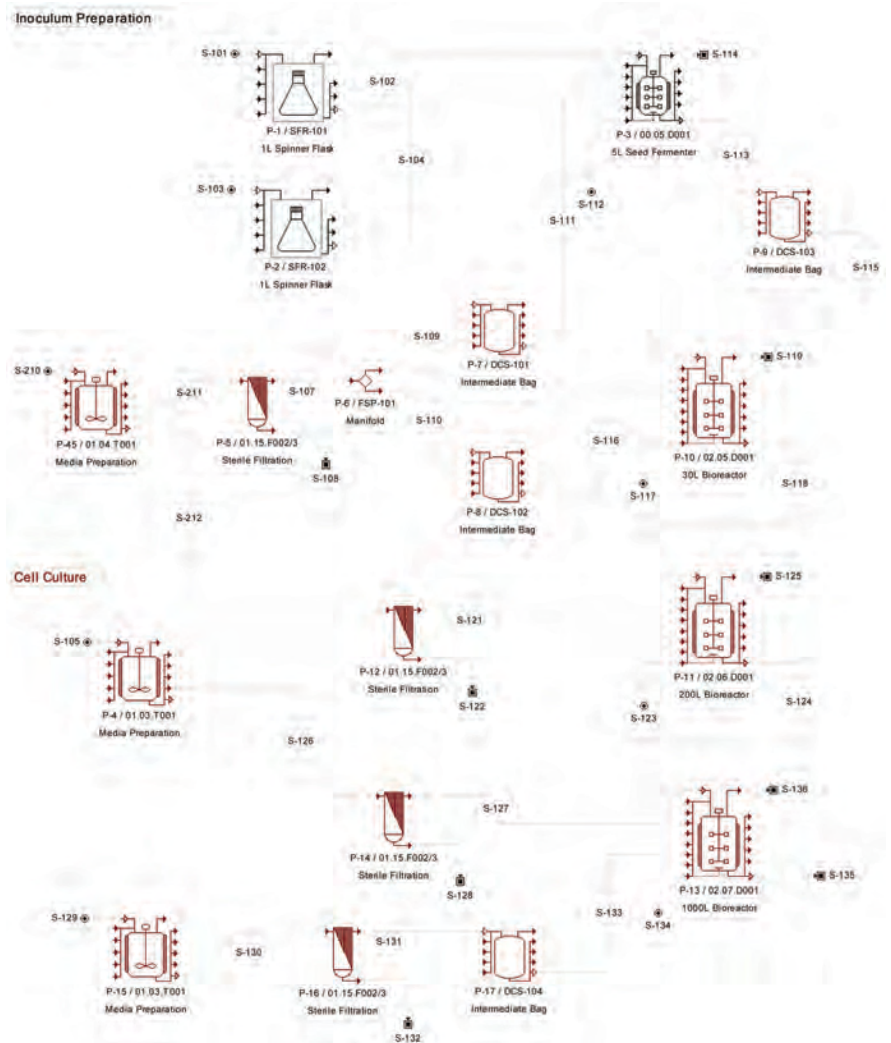 Inoculum Preparation
S-101
S-102
P-1 / SFR-101
1L Spinner Flask
S-104
S-103
P-2 / SFR-102
1L Spinner Flask
S-114
P-3 / 00.05.D001
5L Seed Fermenter
S-113
S-112
S-111
P-9 / DCS-103
Intermediate Bag
S-115
S-109
P-7 / DCS-101
Intermediate Bag
S-210
S-211
P-45 / 01.04.T001
Media Preparation
S-107
P-5 / 01.15.F002/3
Sterile Filtration
S-108
P-6 / FSP-101
Manifold
S-110
S-119
P-10 / 02.05.D001
30L Bioreactor
S-116
S-118
S-117
P-8 / DCS-102
Intermediate Bag
S-212
Cell Culture
S-125
S-121
S-105
P-12 / 01.15.F002/3
Sterile Filtration
S-122
P-11 / 02.06.D001
200L Bioreactor
S-124
S-123
P-4 / 01.03.T001
Media Preparation
S-126
S-127
S-136
P-14 / 01.15.F002/3
Sterile Filtration
S-128
S-135
P-13 / 02.07.D001
1000L Bioreactor
S-133
S-134
S-129
S-130
S-131
P-15 / 01.03.T001
Media Preparation
P-16 / 01.15.F002/3
Sterile Filtration
S-132
P-17 / DCS-104
Intermediate Bag